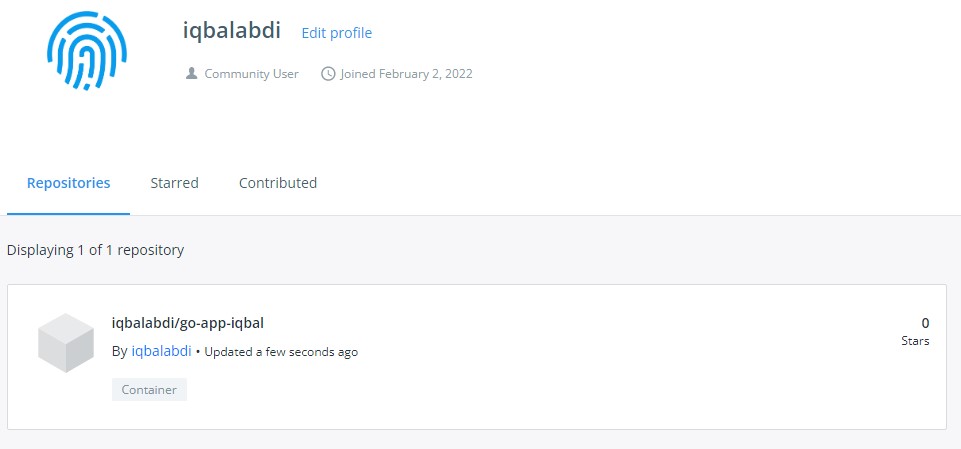 iqbalabdi Edit profile
Community User Joined February 2, 2022
Repositories Starred Contributed
Displaying 1 of 1 repository
iqbalabdi/go-app-iqbal 0
By iqbalabdi • Updated a few seconds ago Stars
Container